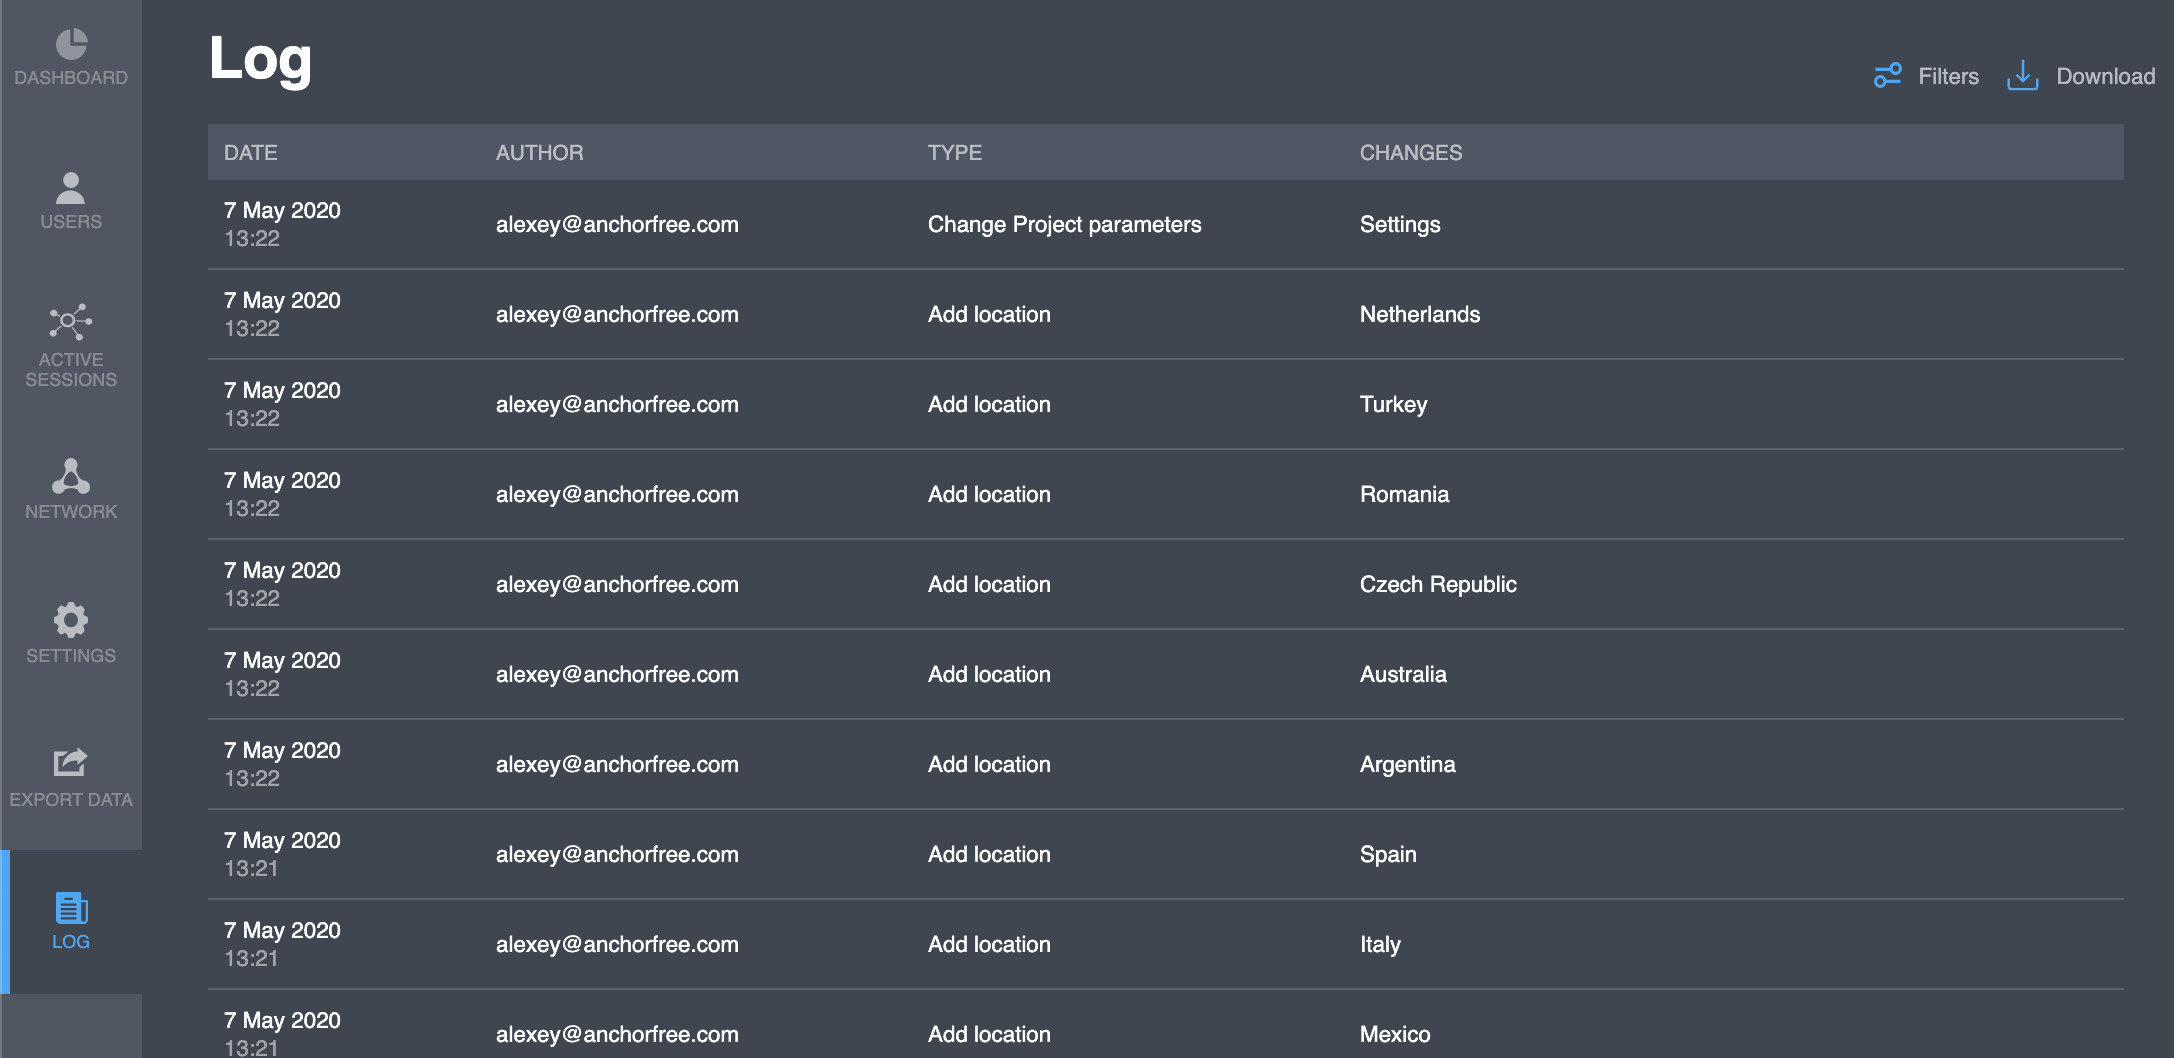 DASHBOARD
USERS
ACTIVE
SESSIONS
NETWORK
SETTINGS
EXPORT DATA
LOG
Log
Filters
Download
DATE AUTHOR TYPE CHANGES
7 May 2020
13:22
alexey@anchorfree.com Change Project parameters Settings
7 May 2020
13:22
alexey@anchorfree.com Add location Netherlands
7 May 2020
13:22
alexey@anchorfree.com Add location Turkey
7 May 2020
13:22
alexey@anchorfree.com Add location Romania
7 May 2020
13:22
alexey@anchorfree.com Add location Czech Republic
7 May 2020
13:22
alexey@anchorfree.com Add location Australia
7 May 2020
13:22
alexey@anchorfree.com Add location Argentina
7 May 2020
13:21
alexey@anchorfree.com Add location Spain
7 May 2020
13:21
alexey@anchorfree.com Add location Italy
7 May 2020
13:21
alexey@anchorfree.com Add location Mexico